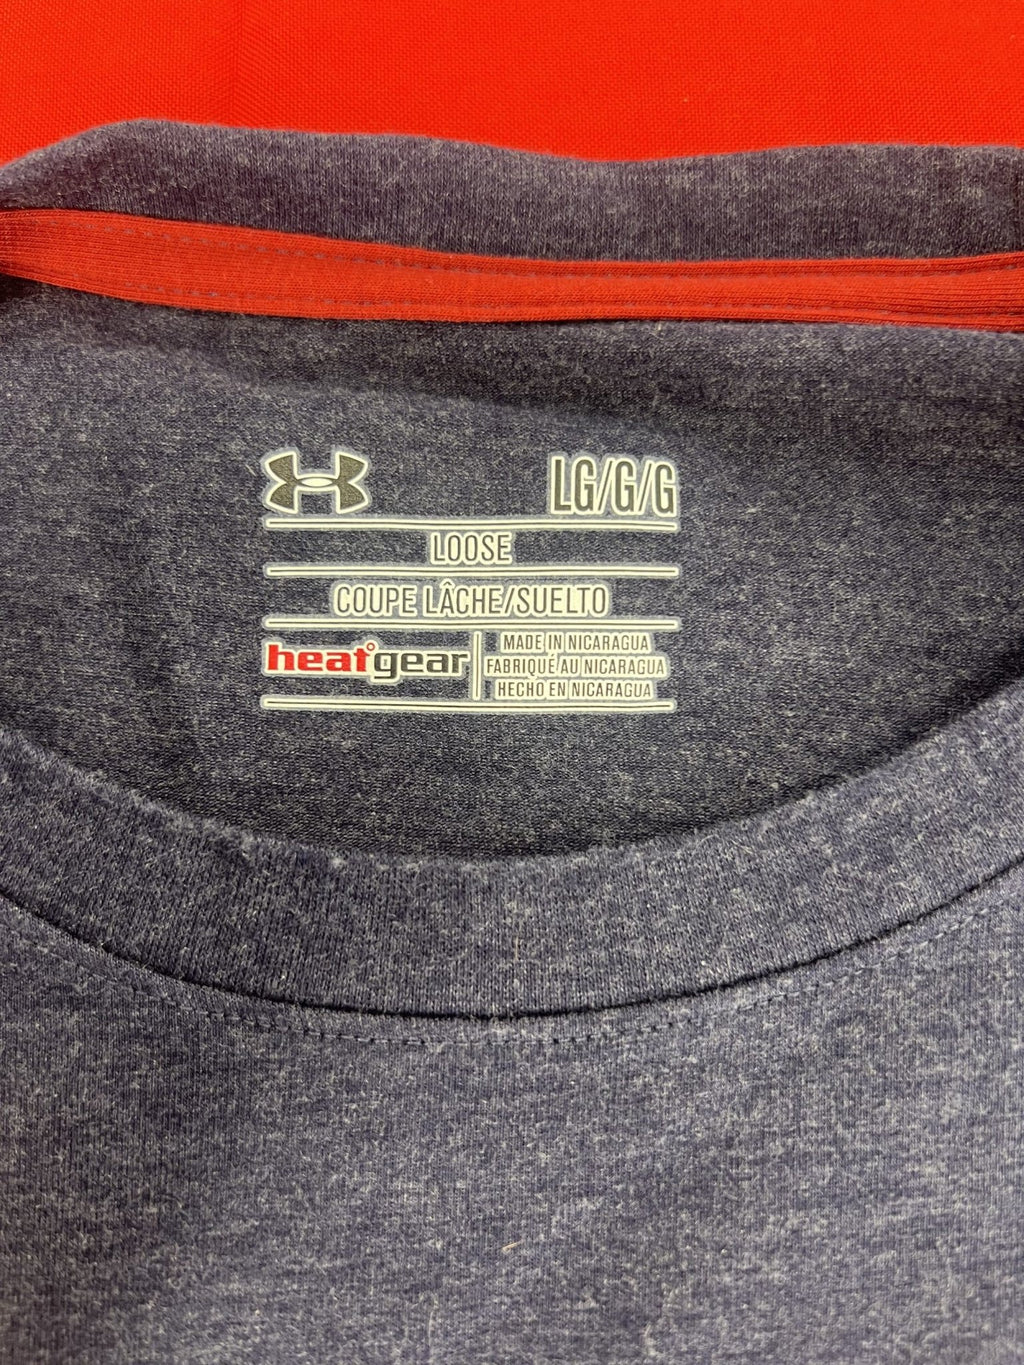 LG/G/G
LOOSE
COUPE LÂCHE/SUELTO
heatgear
MADE IN NICARAGUA
FABRIQUÉ AU NICARAGUA
HECHO EN NICARAGUA